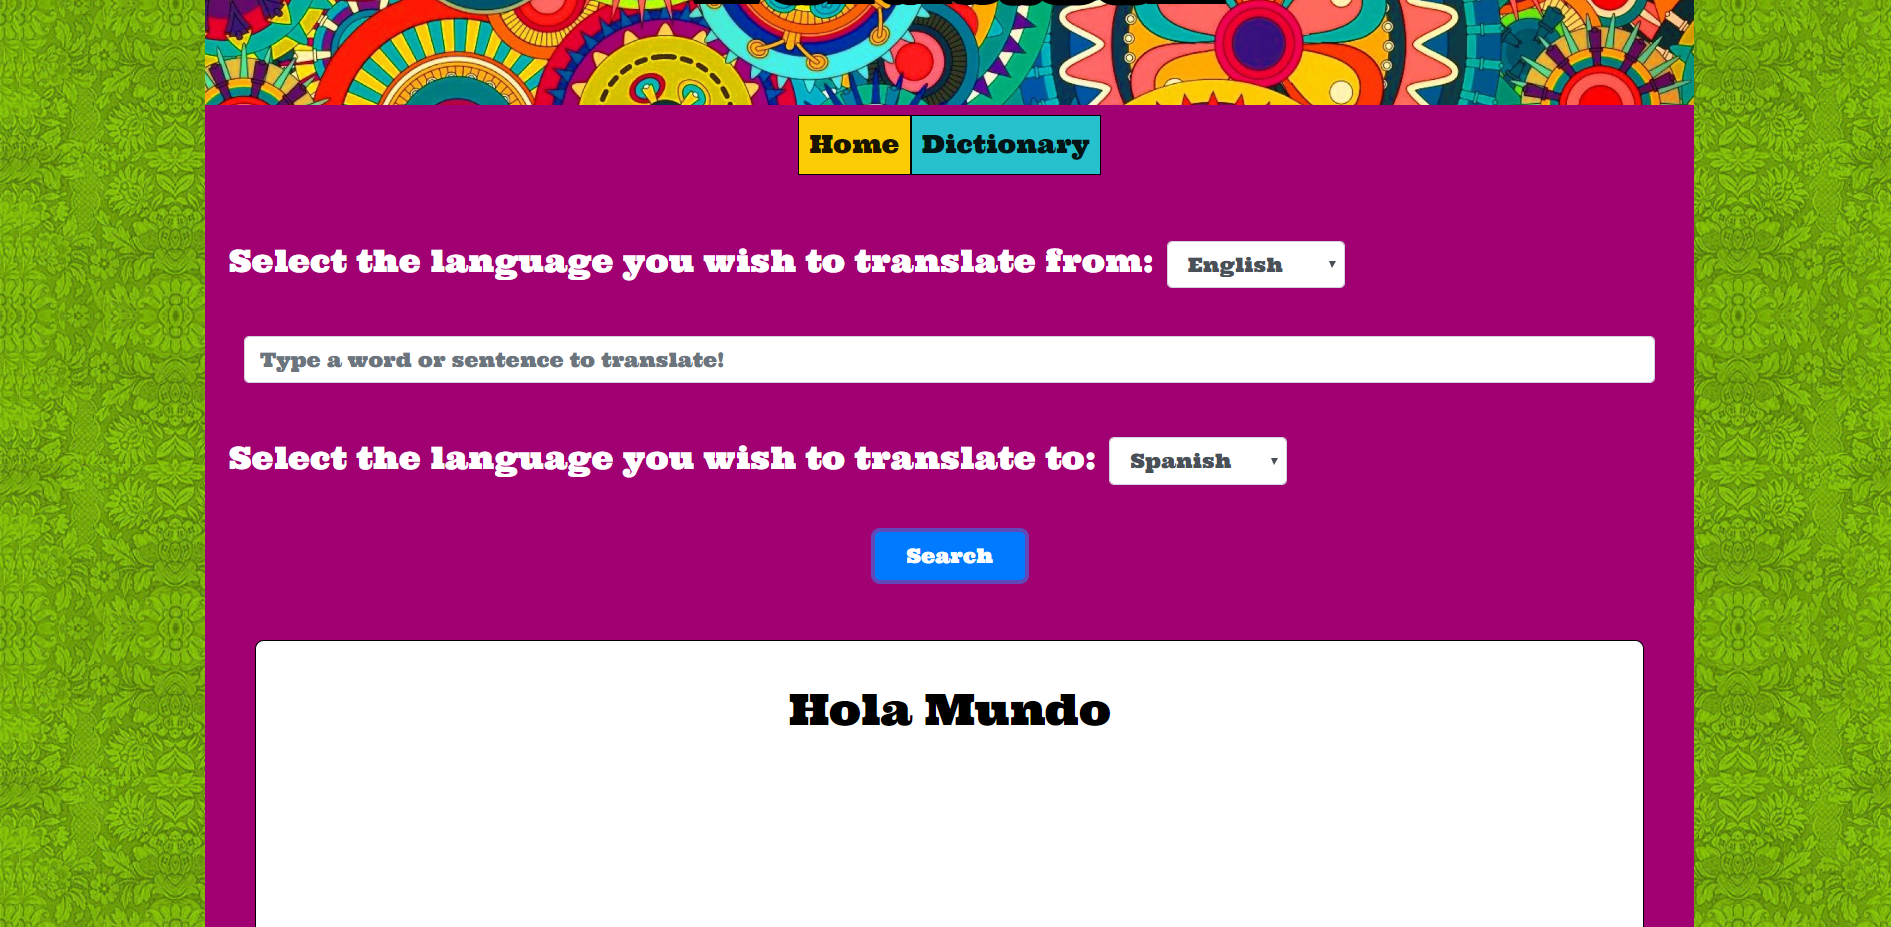 Home Dictionary
Select the language you wish to translate from: English
Type a word or sentence to translate!
Select the language you wish to translate to: Spanish
Search
Hola Mundo